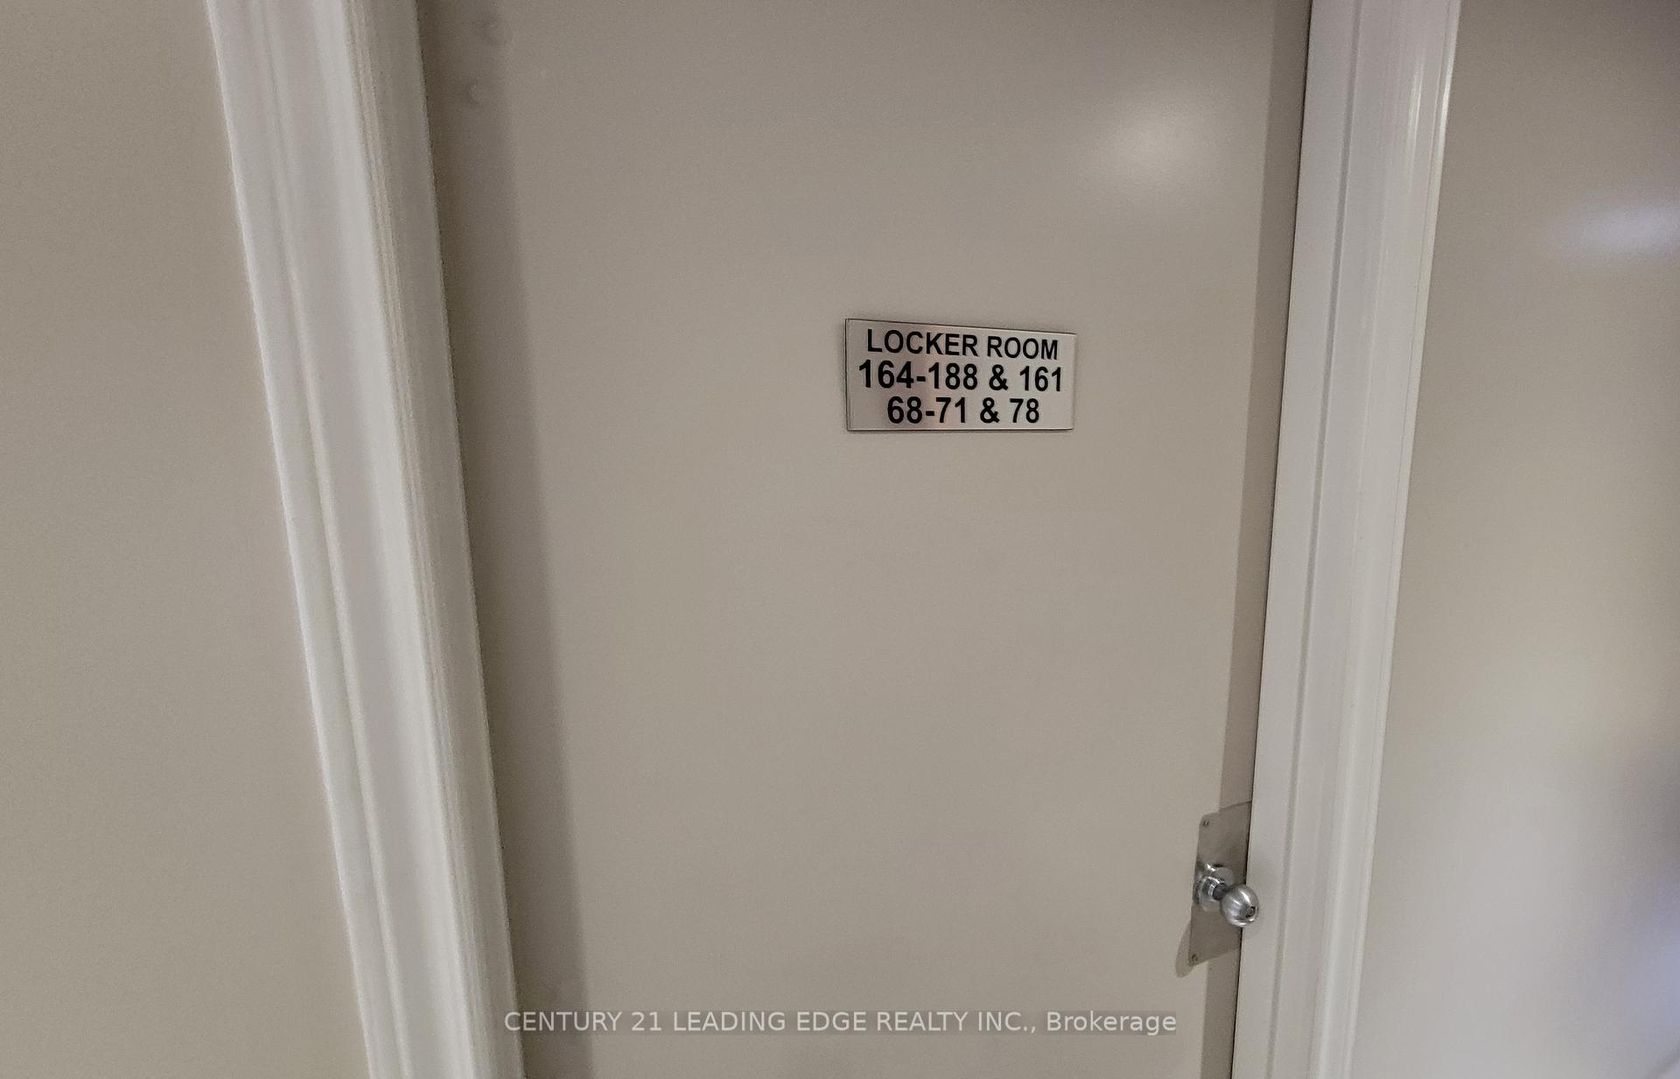 LOCKER ROOM
164-188 & 161
68-71 & 78
CENTURY 21 LEADING EDGE REALTY INC., Brokerage